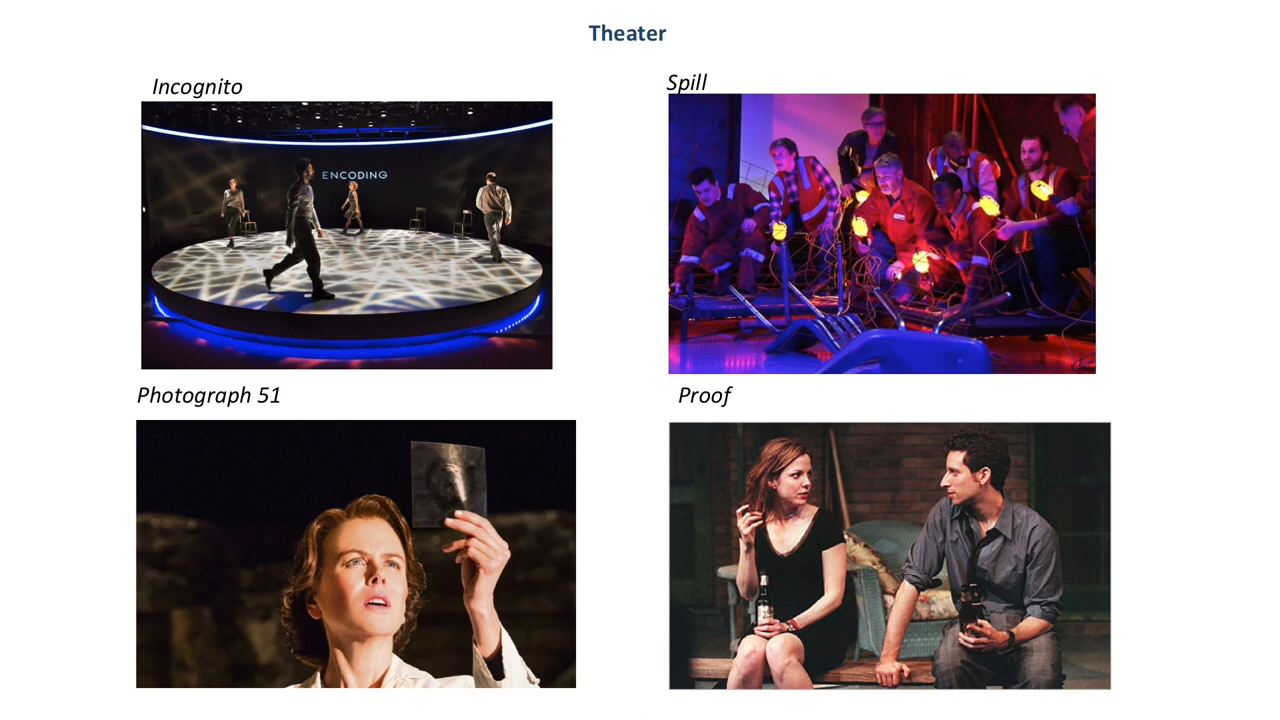 Theater
Incognito
Spill
ENCODING
Photograph 51
Proof